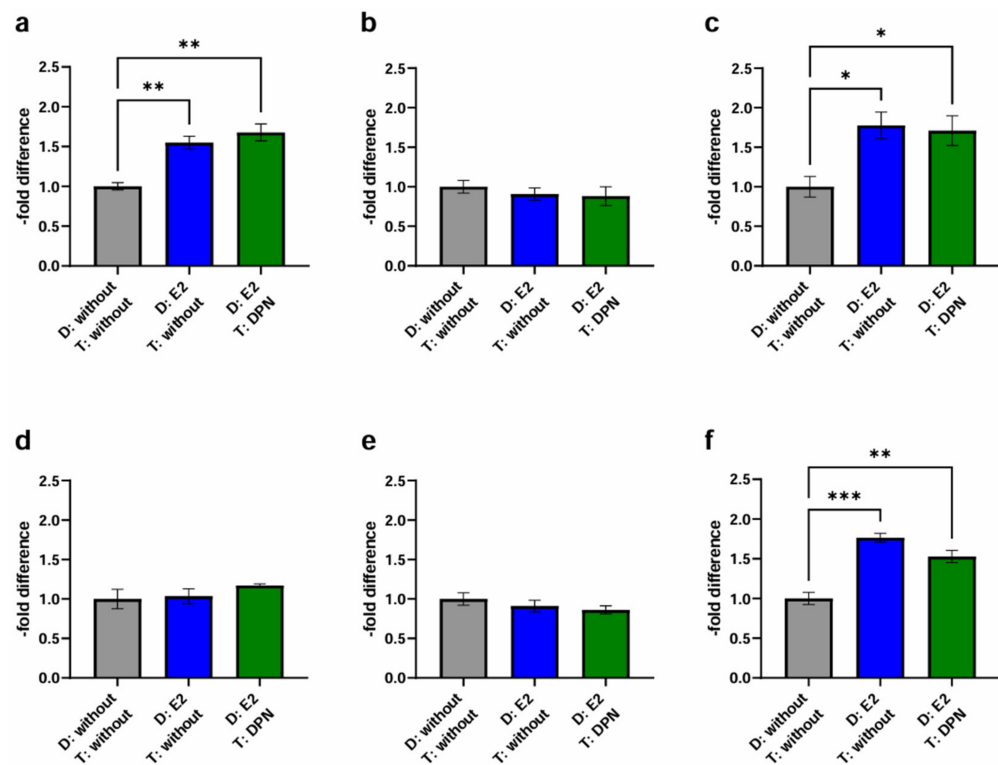 a
-fold difference
2.5
2.0
1.5
1.0
0.5
0.0
**
**
D: without
T: without
D: E2
T: without
D: E2
T: DPN
b
-fold difference
2.5
2.0
1.5
1.0
0.5
0.0
D: without
T: without
D: E2
T: without
D: E2
T: DPN
c
-fold difference
2.5
2.0
1.5
1.0
0.5
0.0
*
*
D: without
T: without
D: E2
T: without
D: E2
T: DPN
d
-fold difference
2.5
2.0
1.5
1.0
0.5
0.0
D: without
T: without
D: E2
T: without
D: E2
T: DPN
e
-fold difference
2.5
2.0
1.5
1.0
0.5
0.0
D: without
T: without
D: E2
T: without
D: E2
T: DPN
f
-fold difference
2.5
2.0
1.5
1.0
0.5
0.0
**
***
D: without
T: without
D: E2
T: without
D: E2
T: DPN